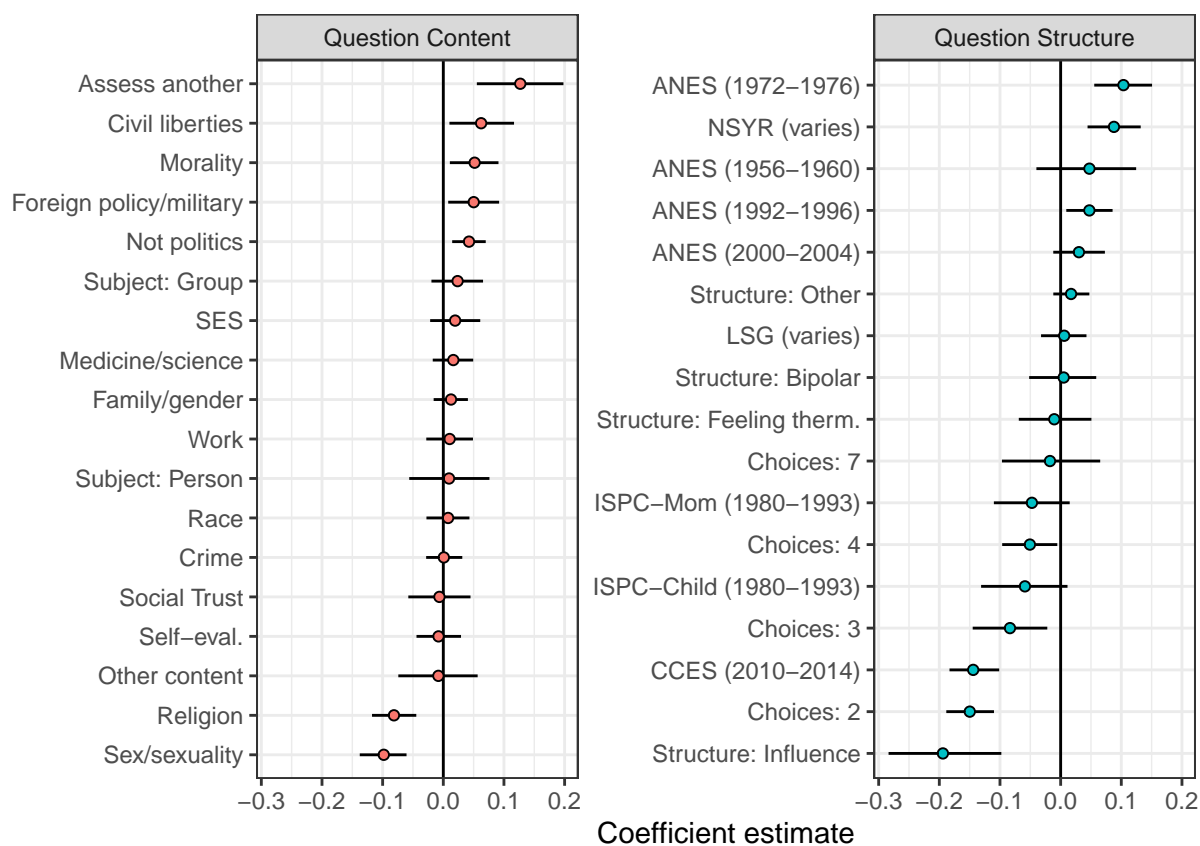 Question Content
Assess another
Civil liberties
Morality
Foreign policy/military
Not politics
Subject: Group
SES
Medicine/science
Family/gender
Work
Subject: Person
Race
Crime
Social Trust
Self−eval.
Other content
Religion
Sex/sexuality
−0.3 −0.2 −0.1 0.0 0.1 0.2
Question Structure
ANES (1972−1976)
NSYR (varies)
ANES (1956−1960)
ANES (1992−1996)
ANES (2000−2004)
Structure: Other
LSG (varies)
Structure: Bipolar
Structure: Feeling therm.
Choices: 7
ISPC−Mom (1980−1993)
Choices: 4
ISPC−Child (1980−1993)
Choices: 3
CCES (2010−2014)
Choices: 2
Structure: Influence
−0.3 −0.2 −0.1 0.0 0.1 0.2
Coefficient estimate